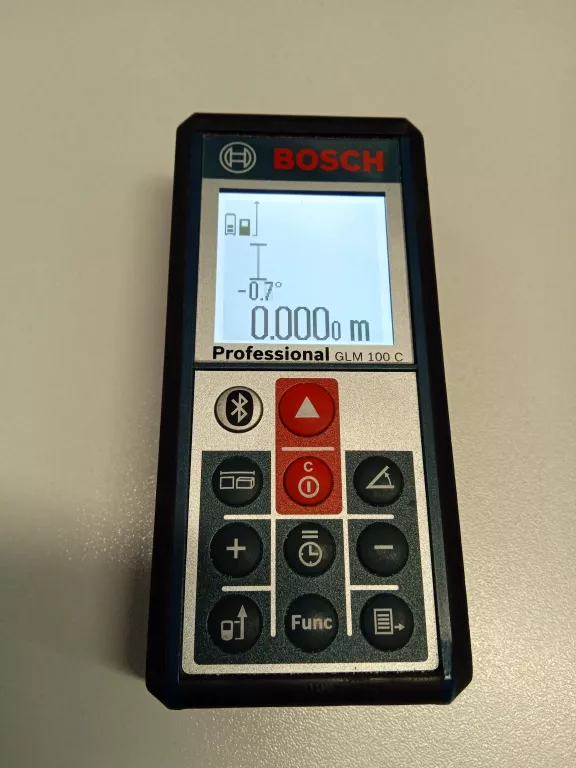 BOSCH
-0.7°
0.0000 m
Professional GLM 100 C
C
+
−
Func